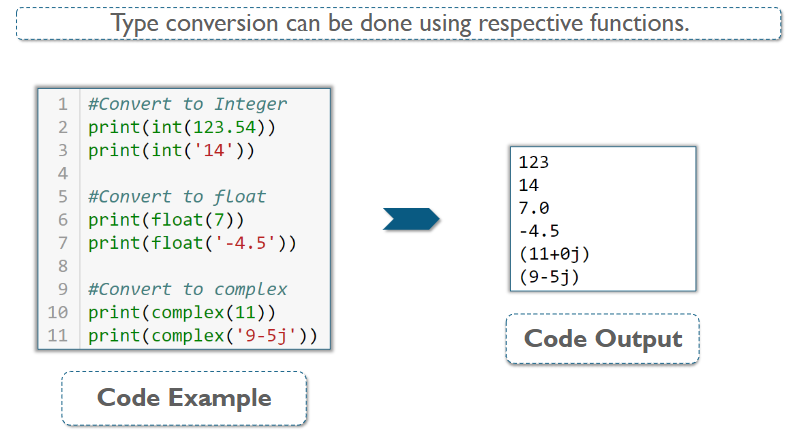 Type conversion can be done using respective functions.
1 #Convert to Integer
2 print(int(123.54))
3 print(int('14'))
4
5 #Convert to float
6 print(float(7))
7 print(float('-4.5'))
8
9 #Convert to complex
10 print(complex(11))
11 print(complex('9-5j'))
Code Example
123
14
7.0
-4.5
(11+0j)
(9-5j)
Code Output